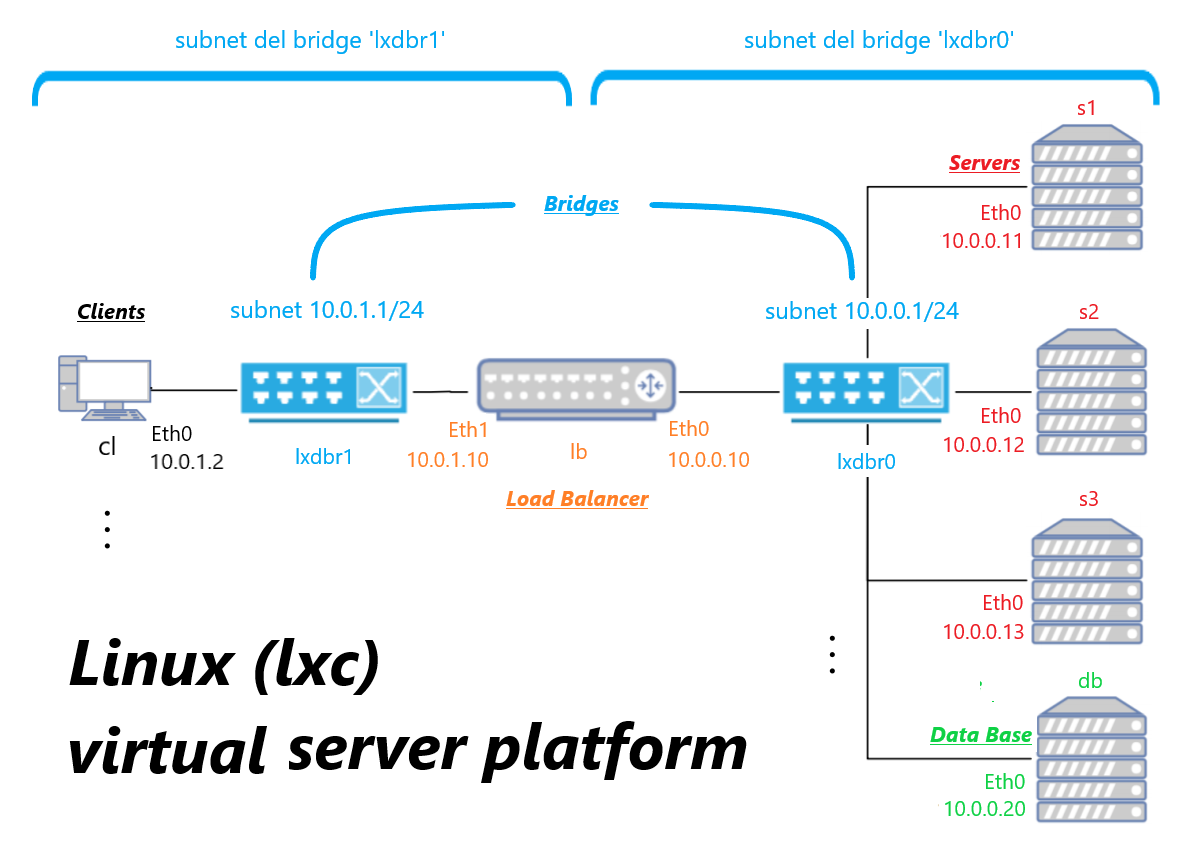 subnet del bridge 'lxdbr1'
subnet del bridge 'lxdbr0'
s1
Servers
Bridges
Eth0
10.0.0.11
Clients
subnet 10.0.1.1/24
subnet 10.0.0.1/24
s2
cl
Eth0
10.0.1.2
lxdbr1
Eth1
10.0.1.10
lb
Eth0
10.0.0.10
Load Balancer
lxdbr0
Eth0
10.0.0.12
s3
Eth0
10.0.0.13
Linux (lxc)
virtual server platform
db
Data Base
Eth0
10.0.0.20